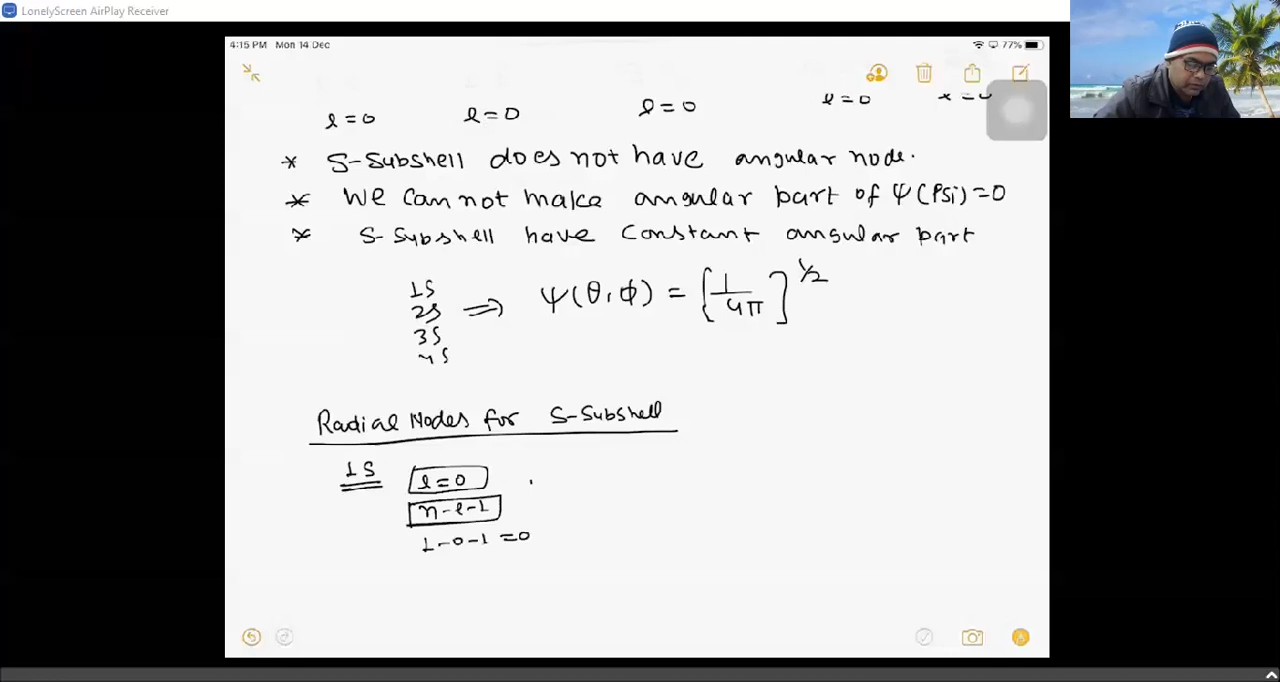 LonelyScreen AirPlay Receiver
4:15 PM Mon 14 Dec 77%
l=0 l=0 l=0 l=0
* S-Subshell does not have angular node.
* We cannot make angular part of ψ(Psi)=0
* S-Subshell have constant angular part
1S
2S ⟹ ψ(θ,ϕ) = [1/4π]^1/2
3S
4S
Radial Nodes for S-Subshell
1S l=0
n-l-1
1-0-1=0